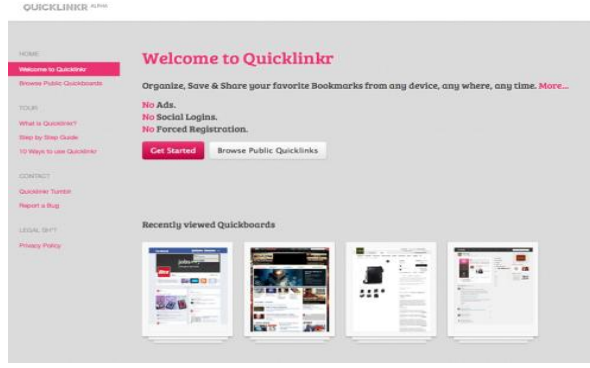 QUICKLINKR ALPHA
HOME
Welcome to Quicklinkr
Browse Public Quickboards
TOUR
What is Quicklinkr?
Step by Step Guide
10 Ways to use Quicklinkr
CONTACT
Quicklinkr Tumblr
Report a Bug
LEGAL SH*T
Privacy Policy
Welcome to Quicklinkr
Organize, Save & Share your favorite Bookmarks from any device, any where, any time. More...
No Ads.
No Social Logins.
No Forced Registration.
Get Started
Browse Public Quicklinks
Recently viewed Quickboards